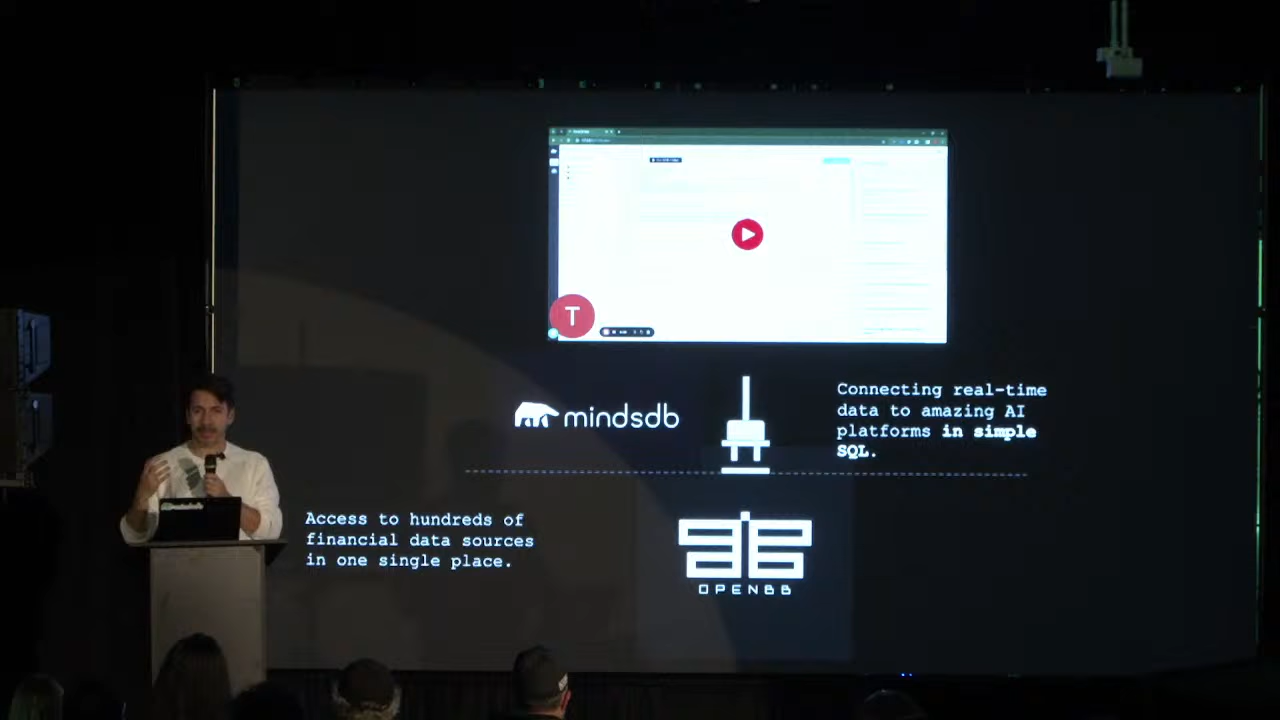 T
mindsdb
Connecting real-time
data to amazing AI
platforms in simple
SQL.
Access to hundreds of
financial data sources
in one single place.
OPENBB